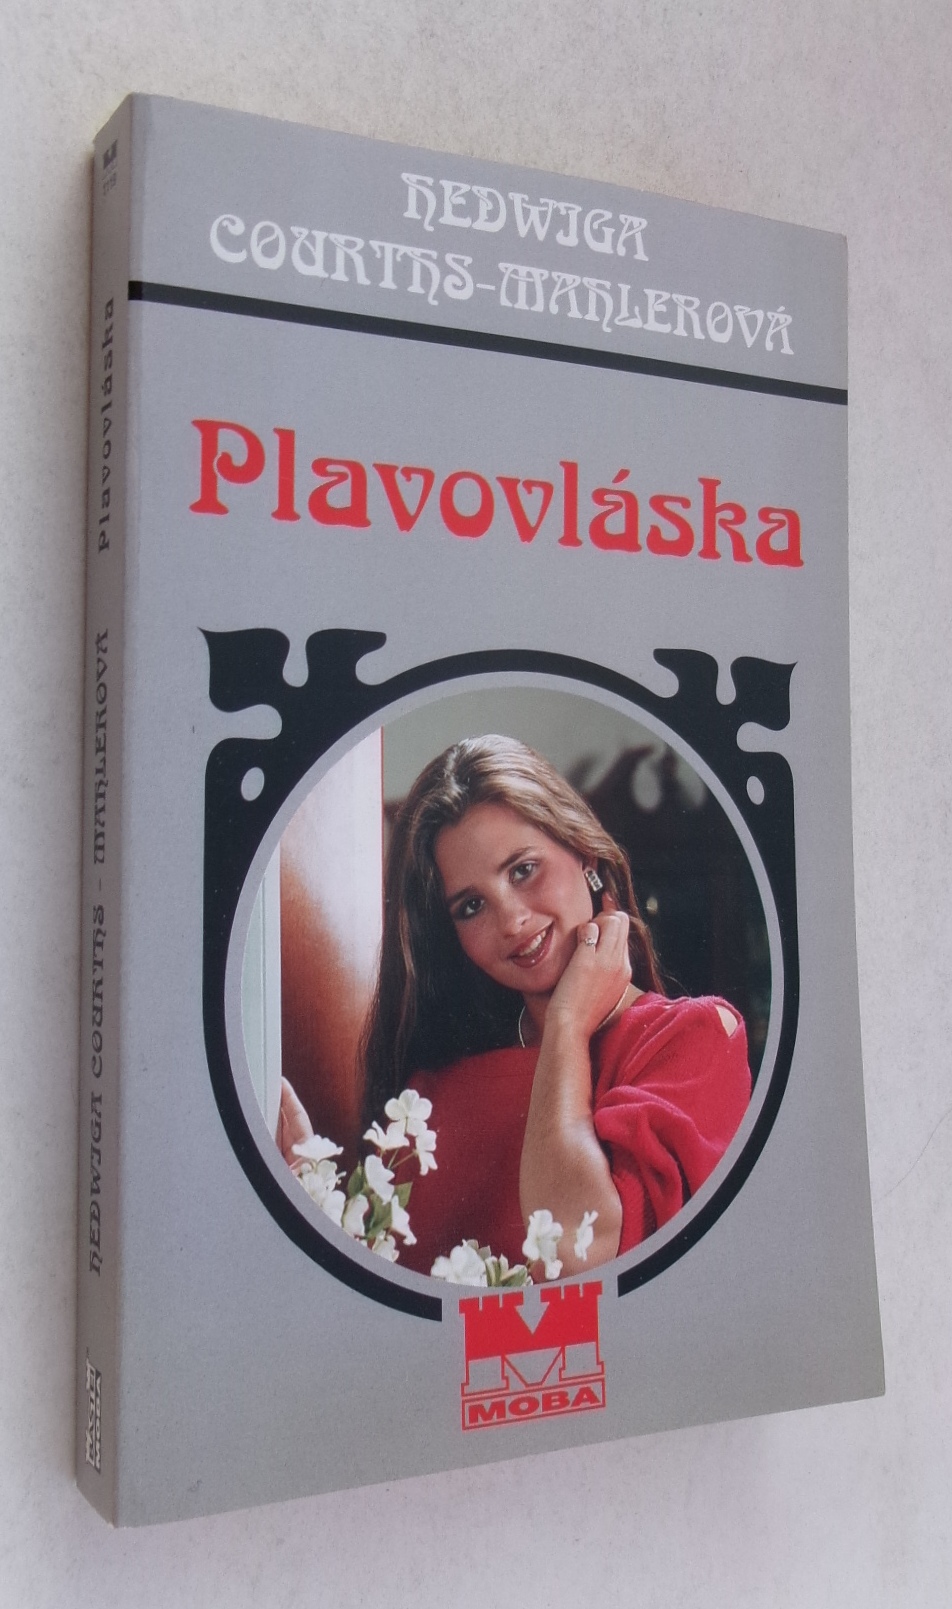 HEDWIGA
COURTHS-MAHLEROVÁ
Plavovláska
MOBA
HEDWIGA COURTHS - MAHLEROVÁ Plavovláska